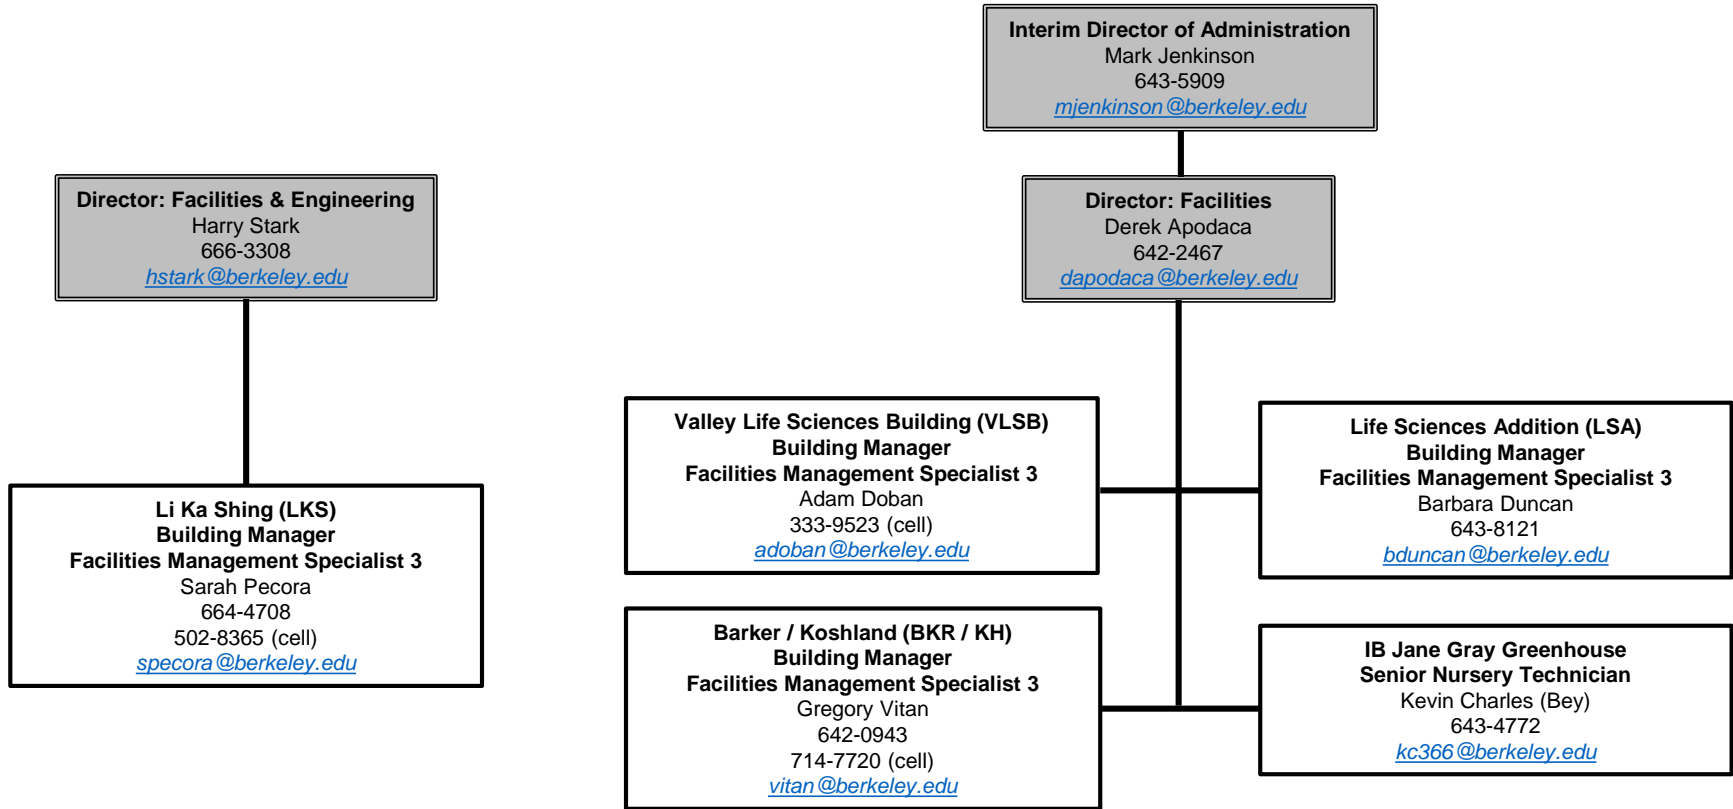 Interim Director of Administration
Mark Jenkinson
643-5909
mjenkinson@berkeley.edu
Director: Facilities & Engineering
Harry Stark
666-3308
hstark@berkeley.edu
Director: Facilities
Derek Apodaca
642-2467
dapodaca@berkeley.edu
Valley Life Sciences Building (VLSB)
Building Manager
Facilities Management Specialist 3
Adam Doban
333-9523 (cell)
adoban@berkeley.edu
Life Sciences Addition (LSA)
Building Manager
Facilities Management Specialist 3
Barbara Duncan
643-8121
bduncan@berkeley.edu
Li Ka Shing (LKS)
Building Manager
Facilities Management Specialist 3
Sarah Pecora
664-4708
502-8365 (cell)
specora@berkeley.edu
Barker / Koshland (BKR / KH)
Building Manager
Facilities Management Specialist 3
Gregory Vitan
642-0943
714-7720 (cell)
vitan@berkeley.edu
IB Jane Gray Greenhouse
Senior Nursery Technician
Kevin Charles (Bey)
643-4772
kc366@berkeley.edu